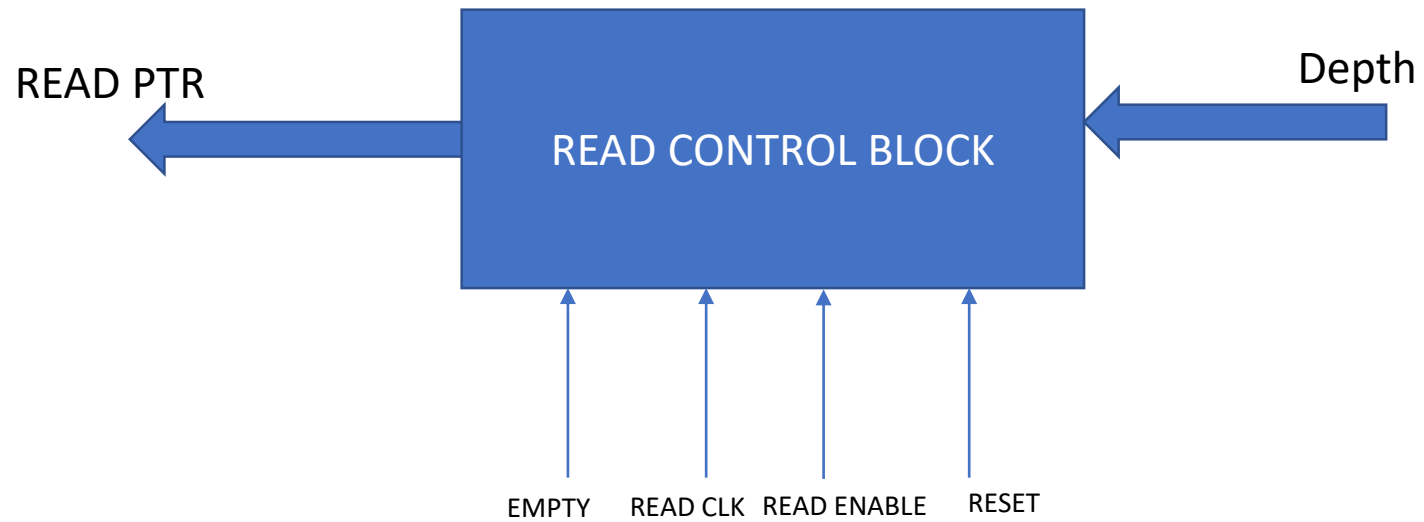 Depth
READ PTR
READ CONTROL BLOCK
EMPTY READ CLK READ ENABLE RESET